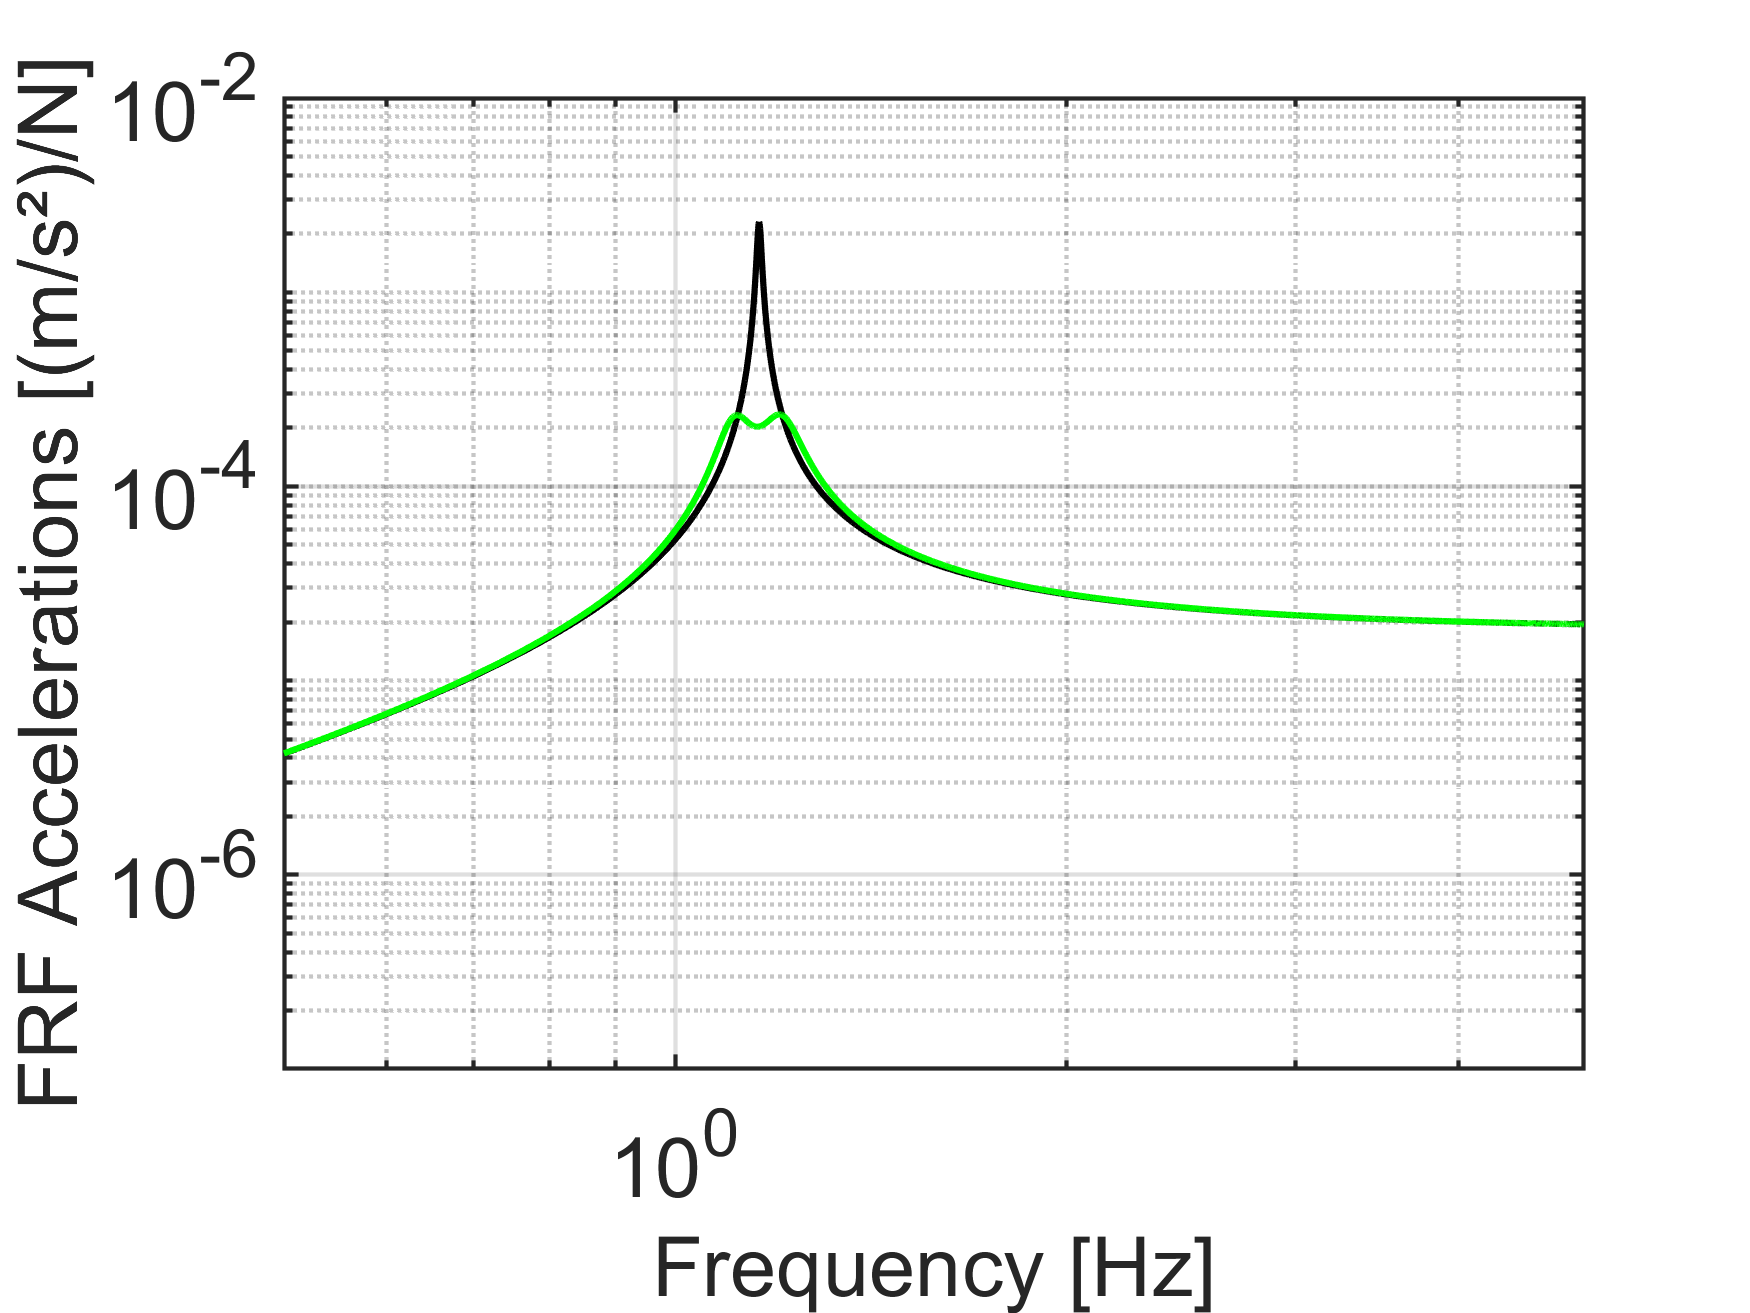 FRF Accelerations [(m/s²)/N]
10-2
10-4
10-6
100
Frequency [Hz]